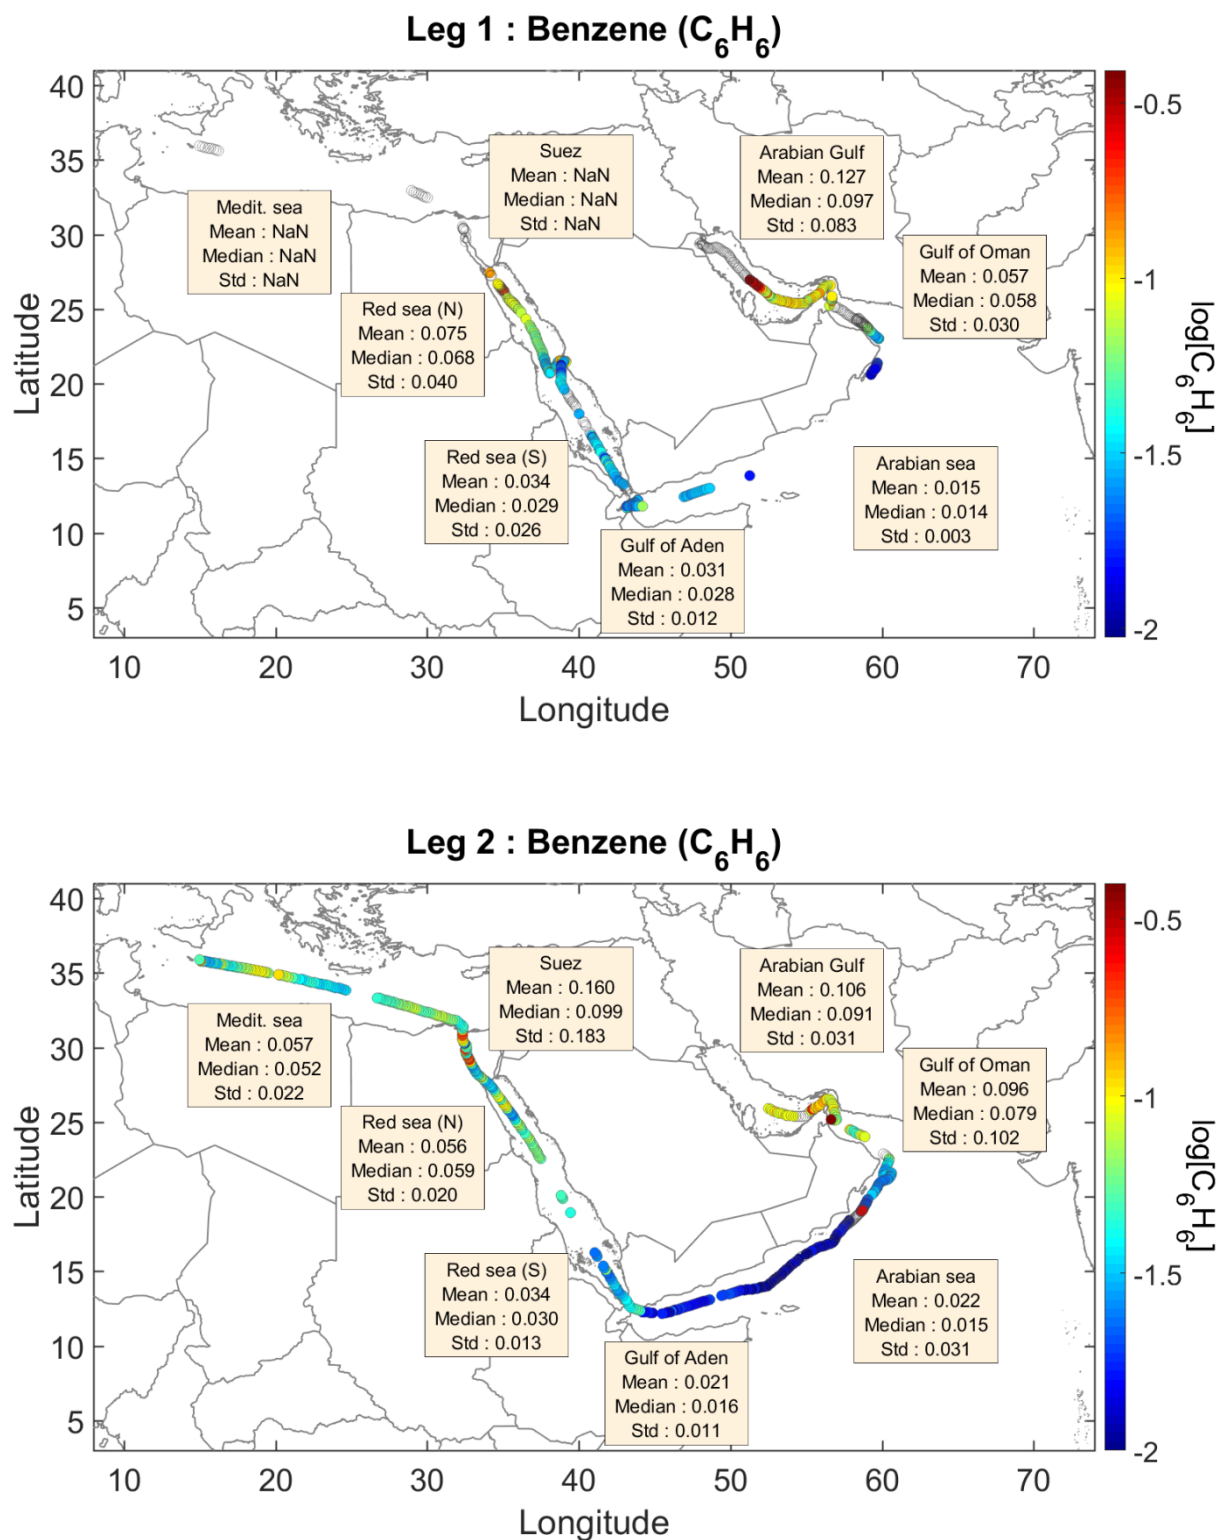 Leg 1 : Benzene (C6H6)
Latitude
40
35
30
25
20
15
10
5
Medit. sea
Mean : NaN
Median : NaN
Std : NaN
Suez
Mean : NaN
Median : NaN
Std : NaN
Arabian Gulf
Mean : 0.127
Median : 0.097
Std : 0.083
Gulf of Oman
Mean : 0.057
Median : 0.058
Std : 0.030
Red sea (N)
Mean : 0.075
Median : 0.068
Std : 0.040
Red sea (S)
Mean : 0.034
Median : 0.029
Std : 0.026
Arabian sea
Mean : 0.015
Median : 0.014
Std : 0.003
Gulf of Aden
Mean : 0.031
Median : 0.028
Std : 0.012
10 20 30 40 50 60 70
Longitude
-0.5
-1
-1.5
-2
log[C6H6]
Leg 2 : Benzene (C6H6)
Latitude
40
35
30
25
20
15
10
5
Suez
Mean : 0.160
Median : 0.099
Std : 0.183
Arabian Gulf
Mean : 0.106
Median : 0.091
Std : 0.031
Medit. sea
Mean : 0.057
Median : 0.052
Std : 0.022
Gulf of Oman
Mean : 0.096
Median : 0.079
Std : 0.102
Red sea (N)
Mean : 0.056
Median : 0.059
Std : 0.020
Red sea (S)
Mean : 0.034
Median : 0.030
Std : 0.013
Arabian sea
Mean : 0.022
Median : 0.015
Std : 0.031
Gulf of Aden
Mean : 0.021
Median : 0.016
Std : 0.011
10 20 30 40 50 60 70
Longitude
-0.5
-1
-1.5
-2
log[C6H6]